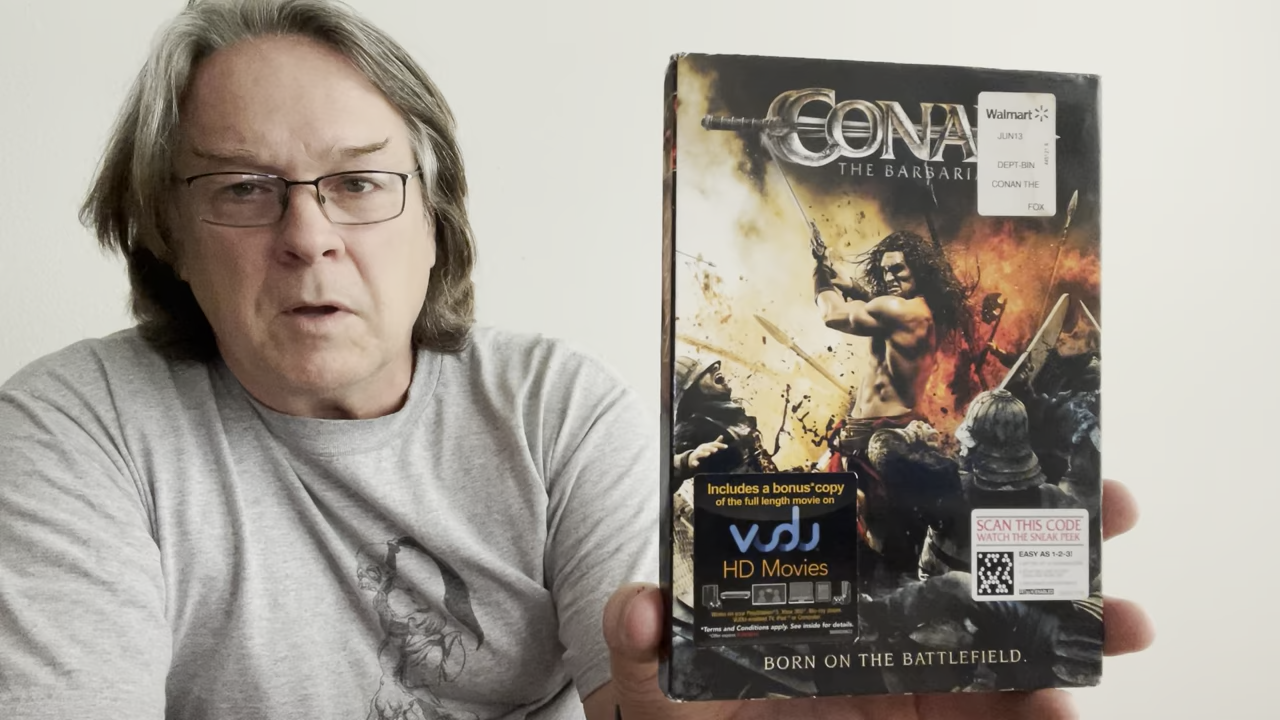 CONA
THE BARBARIA
Walmart
JUN13
DEPT-BIN
CONAN THE
FOX
Includes a bonus*copy
of the full length movie on
vudu
HD Movies
*Terms and Conditions apply. See inside for details.
SCAN THIS CODE
WATCH THE SNEAK PEEK
EASY AS 1-2-3!
BORN ON THE BATTLEFIELD.